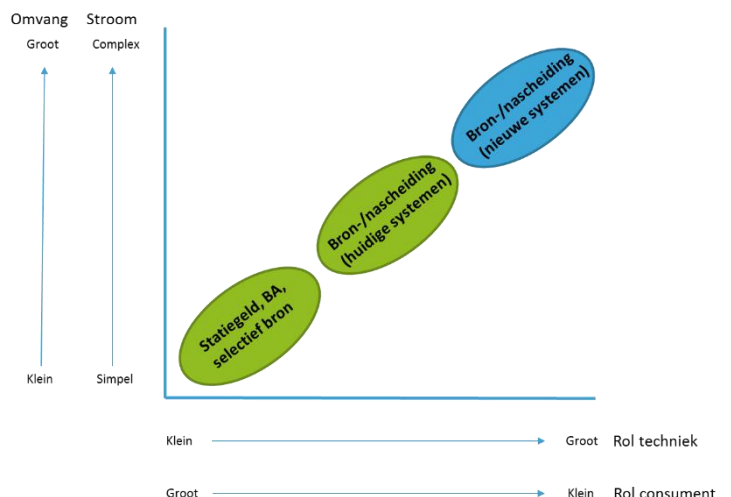 Omvang Stroom
Groot Complex
Bron-/nascheiding
(nieuwe systemen)
Bron-/nascheiding
(huidige systemen)
Statiegeld, BA,
selectief bron
Klein Simpel
Klein Groot Rol techniek
Groot Klein Rol consument